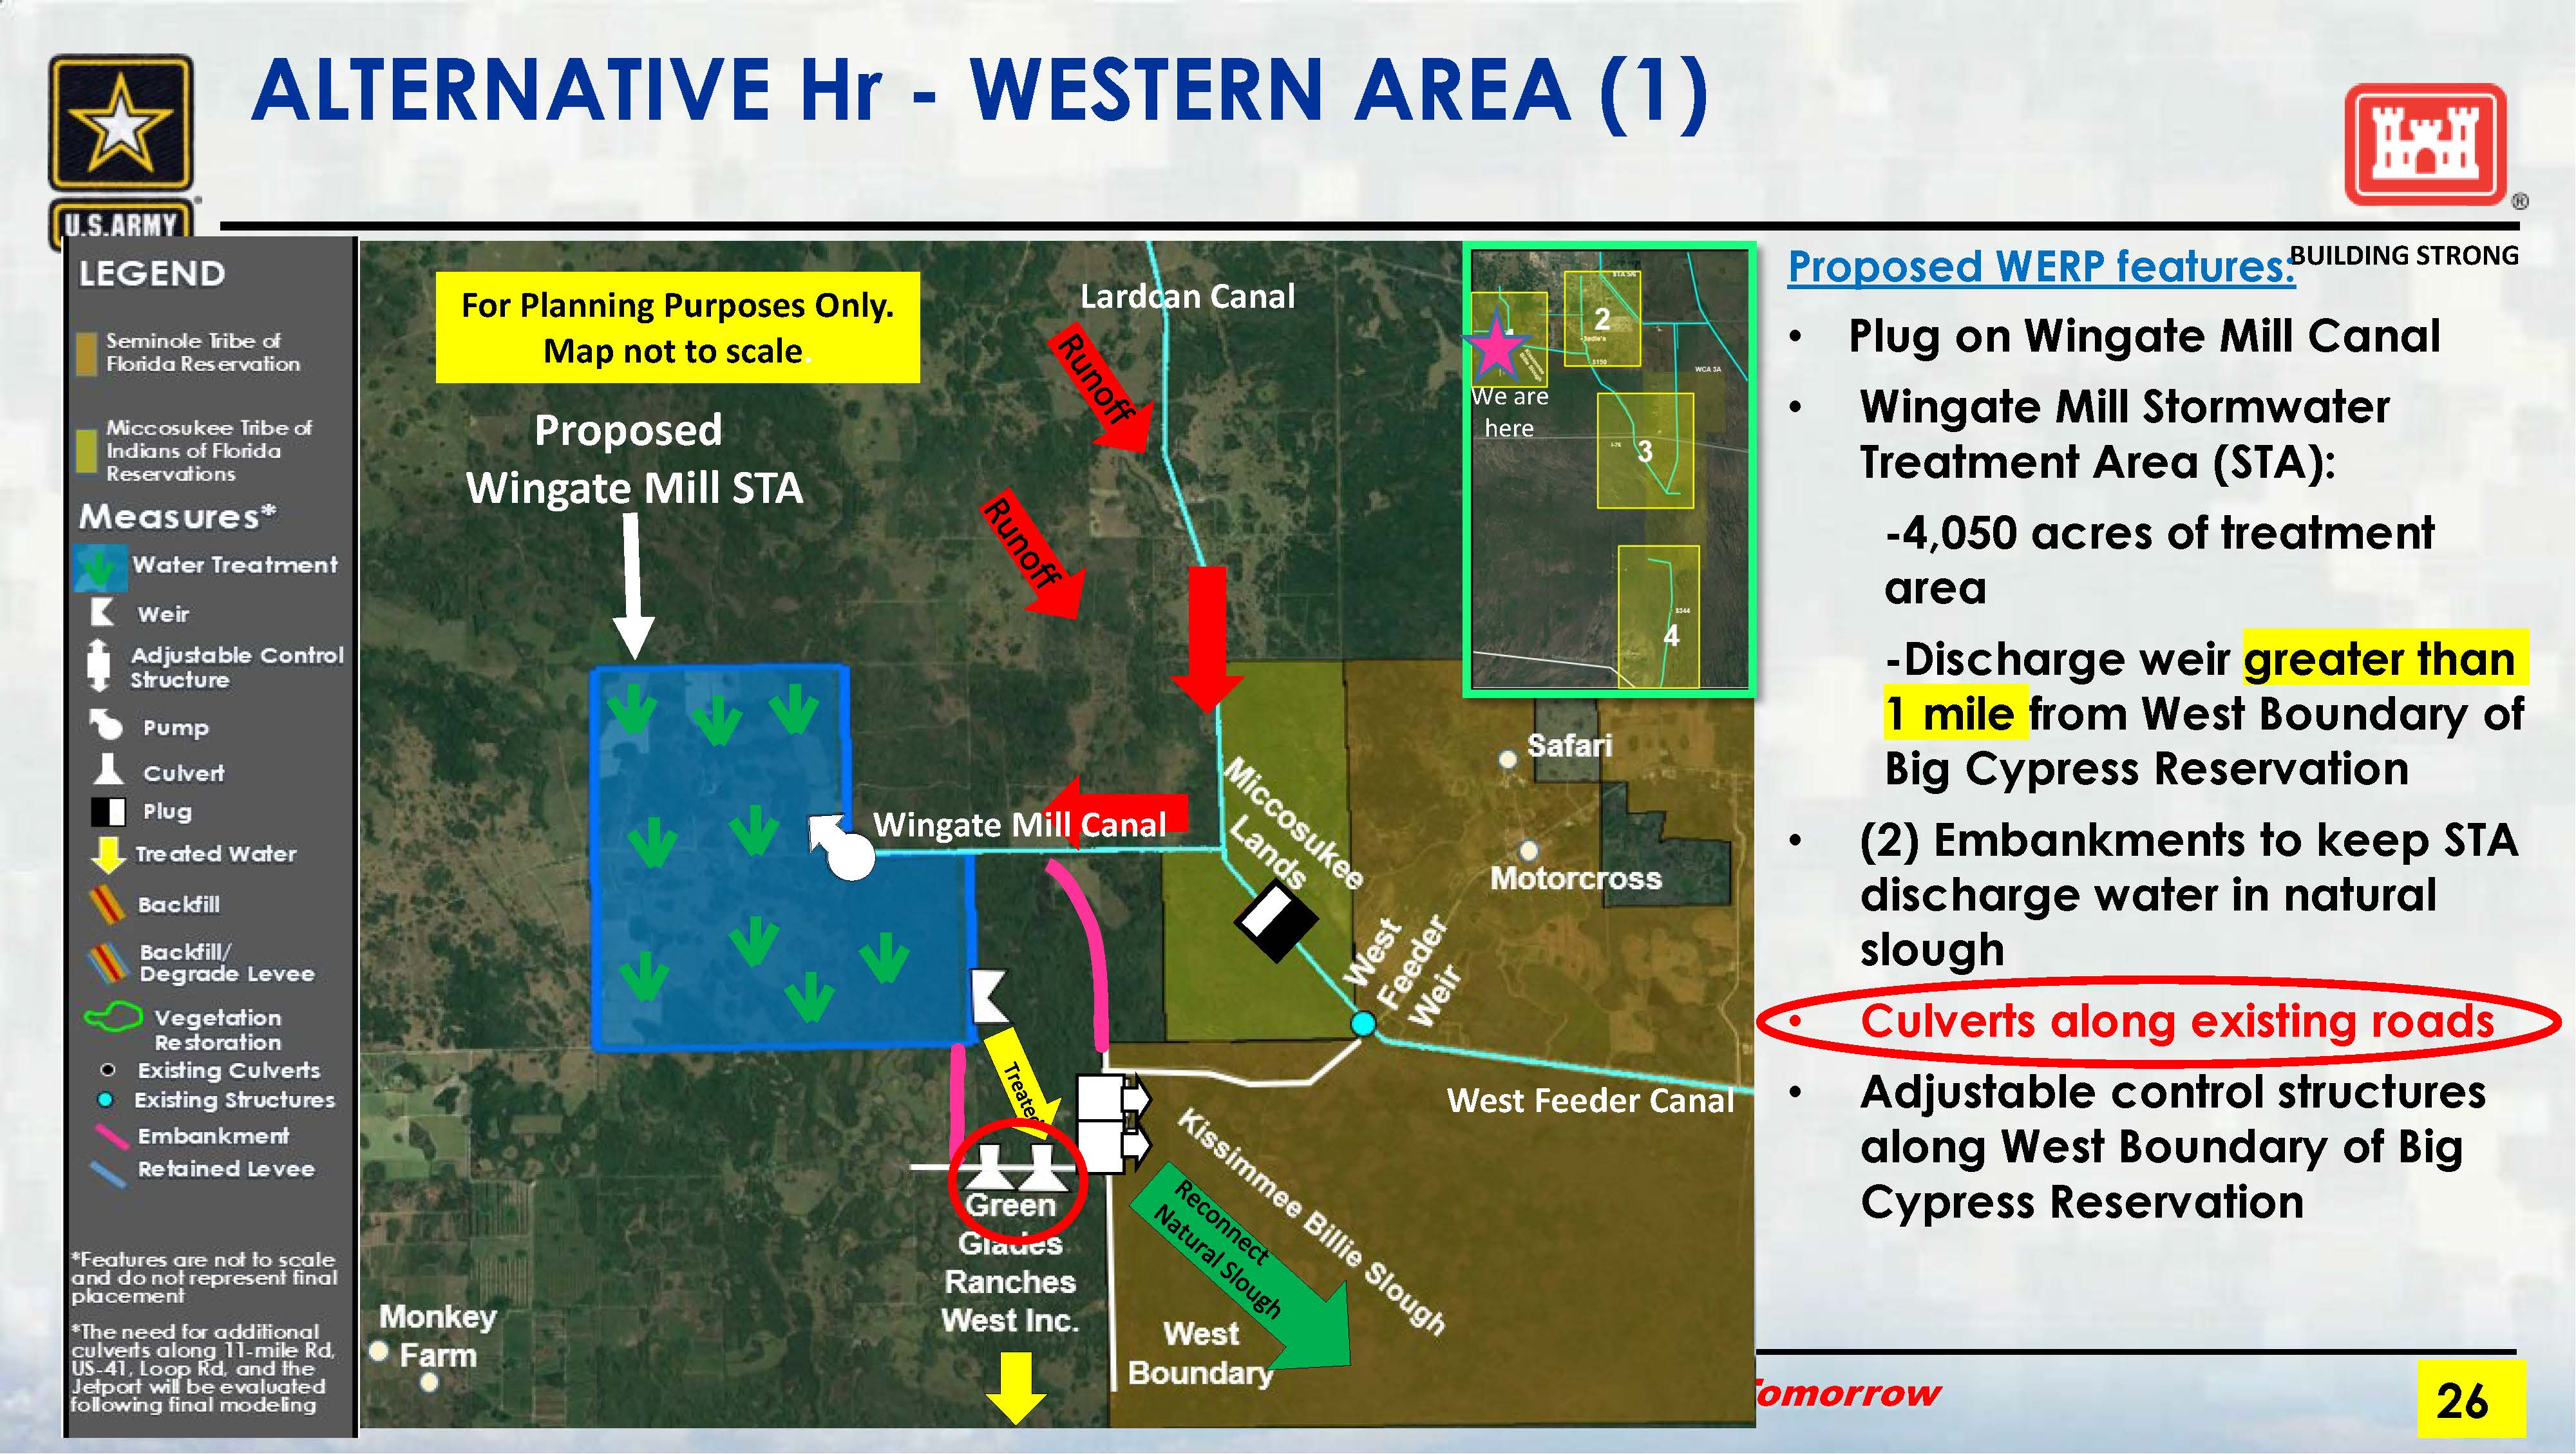 ALTERNATIVE Hr - WESTERN AREA (1)
U.S.ARMY
®
®
BUILDING STRONG
LEGEND
Seminole Tribe of
Florida Reservation
Miccosukee Tribe of
Indians of Florida
Reservations
Measures*
Water Treatment
Weir
Adjustable Control
Structure
Pump
Culvert
Plug
Treated Water
Backfill
Backfill/
Degrade Levee
Vegetation
Restoration
Existing Culverts
Existing Structures
Embankment
Retained Levee
*Features are not to scale
and do not represent final
placement
*The need for additional
culverts along 11-mile Rd,
US-41, Loop Rd, and the
Jetport will be evaluated
following final modeling
For Planning Purposes Only.
Map not to scale.
Proposed
Wingate Mill STA
Lardcan Canal
Runoff
Runoff
Wingate Mill Canal
Miccosukee
Lands
West
Feeder
Weir
Safari
Motorcross
West Feeder Canal
Treated
Kissimmee Billie Slough
Reconnect
Natural Slough
Green
Glades
Ranches
West Inc.
West
Boundary
Monkey
Farm
STA 5/6
2
Sadie's
S190
WCA 3A
We are
here
I-75
3
S344
4
Proposed WERP features:
• Plug on Wingate Mill Canal
• Wingate Mill Stormwater
Treatment Area (STA):
-4,050 acres of treatment
area
-Discharge weir greater than
1 mile from West Boundary of
Big Cypress Reservation
• (2) Embankments to keep STA
discharge water in natural
slough
• Culverts along existing roads
• Adjustable control structures
along West Boundary of Big
Cypress Reservation
Tomorrow
26